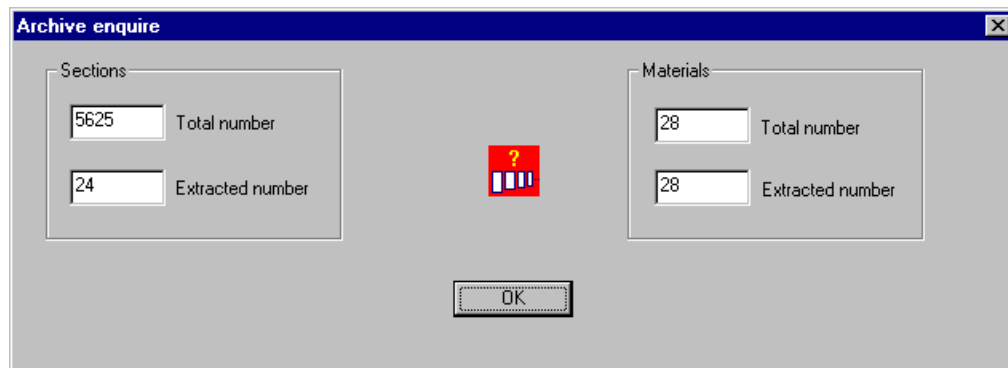 Archive enquire
Sections
5625 Total number
24 Extracted number
Materials
28 Total number
28 Extracted number
?
OK